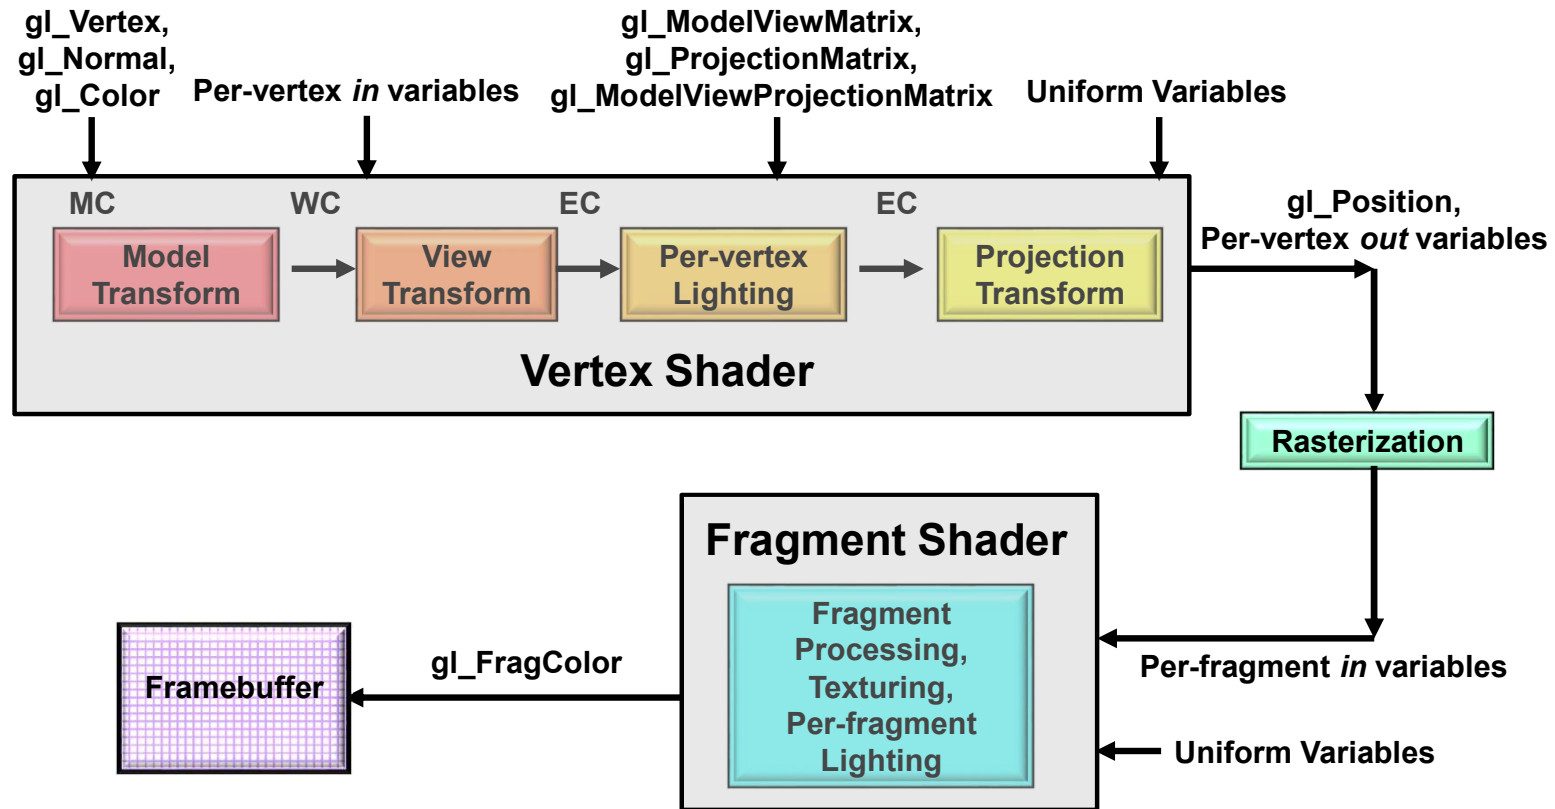 gl_Vertex,
gl_Normal,
gl_Color
Per-vertex in variables
gl_ModelViewMatrix,
gl_ProjectionMatrix,
gl_ModelViewProjectionMatrix
Uniform Variables
MC
WC
EC
EC
Model
Transform
View
Transform
Per-vertex
Lighting
Projection
Transform
Vertex Shader
gl_Position,
Per-vertex out variables
Rasterization
Per-fragment in variables
Uniform Variables
Fragment Shader
Fragment
Processing,
Texturing,
Per-fragment
Lighting
gl_FragColor
Framebuffer